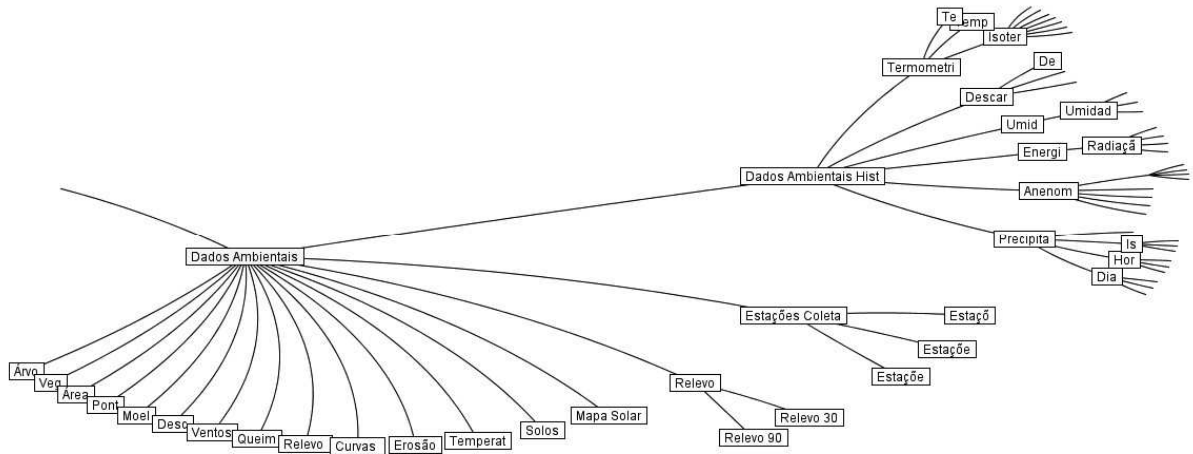 Te
Temp
Isoter
Termometri
De
Descar
Umidad
Umid
Radiaçã
Energi
Dados Ambientais Hist
Anenom
Precipita
Is
Hor
Dia
Dados Ambientais
Estações Coleta
Estaçõ
Estaçõe
Estaçõe
Relevo
Relevo 30
Relevo 90
Árvo
Veg
Área
Pont
Moel
Desc
Ventos
Queim
Relevo
Curvas
Erosão
Temperat
Solos
Mapa Solar